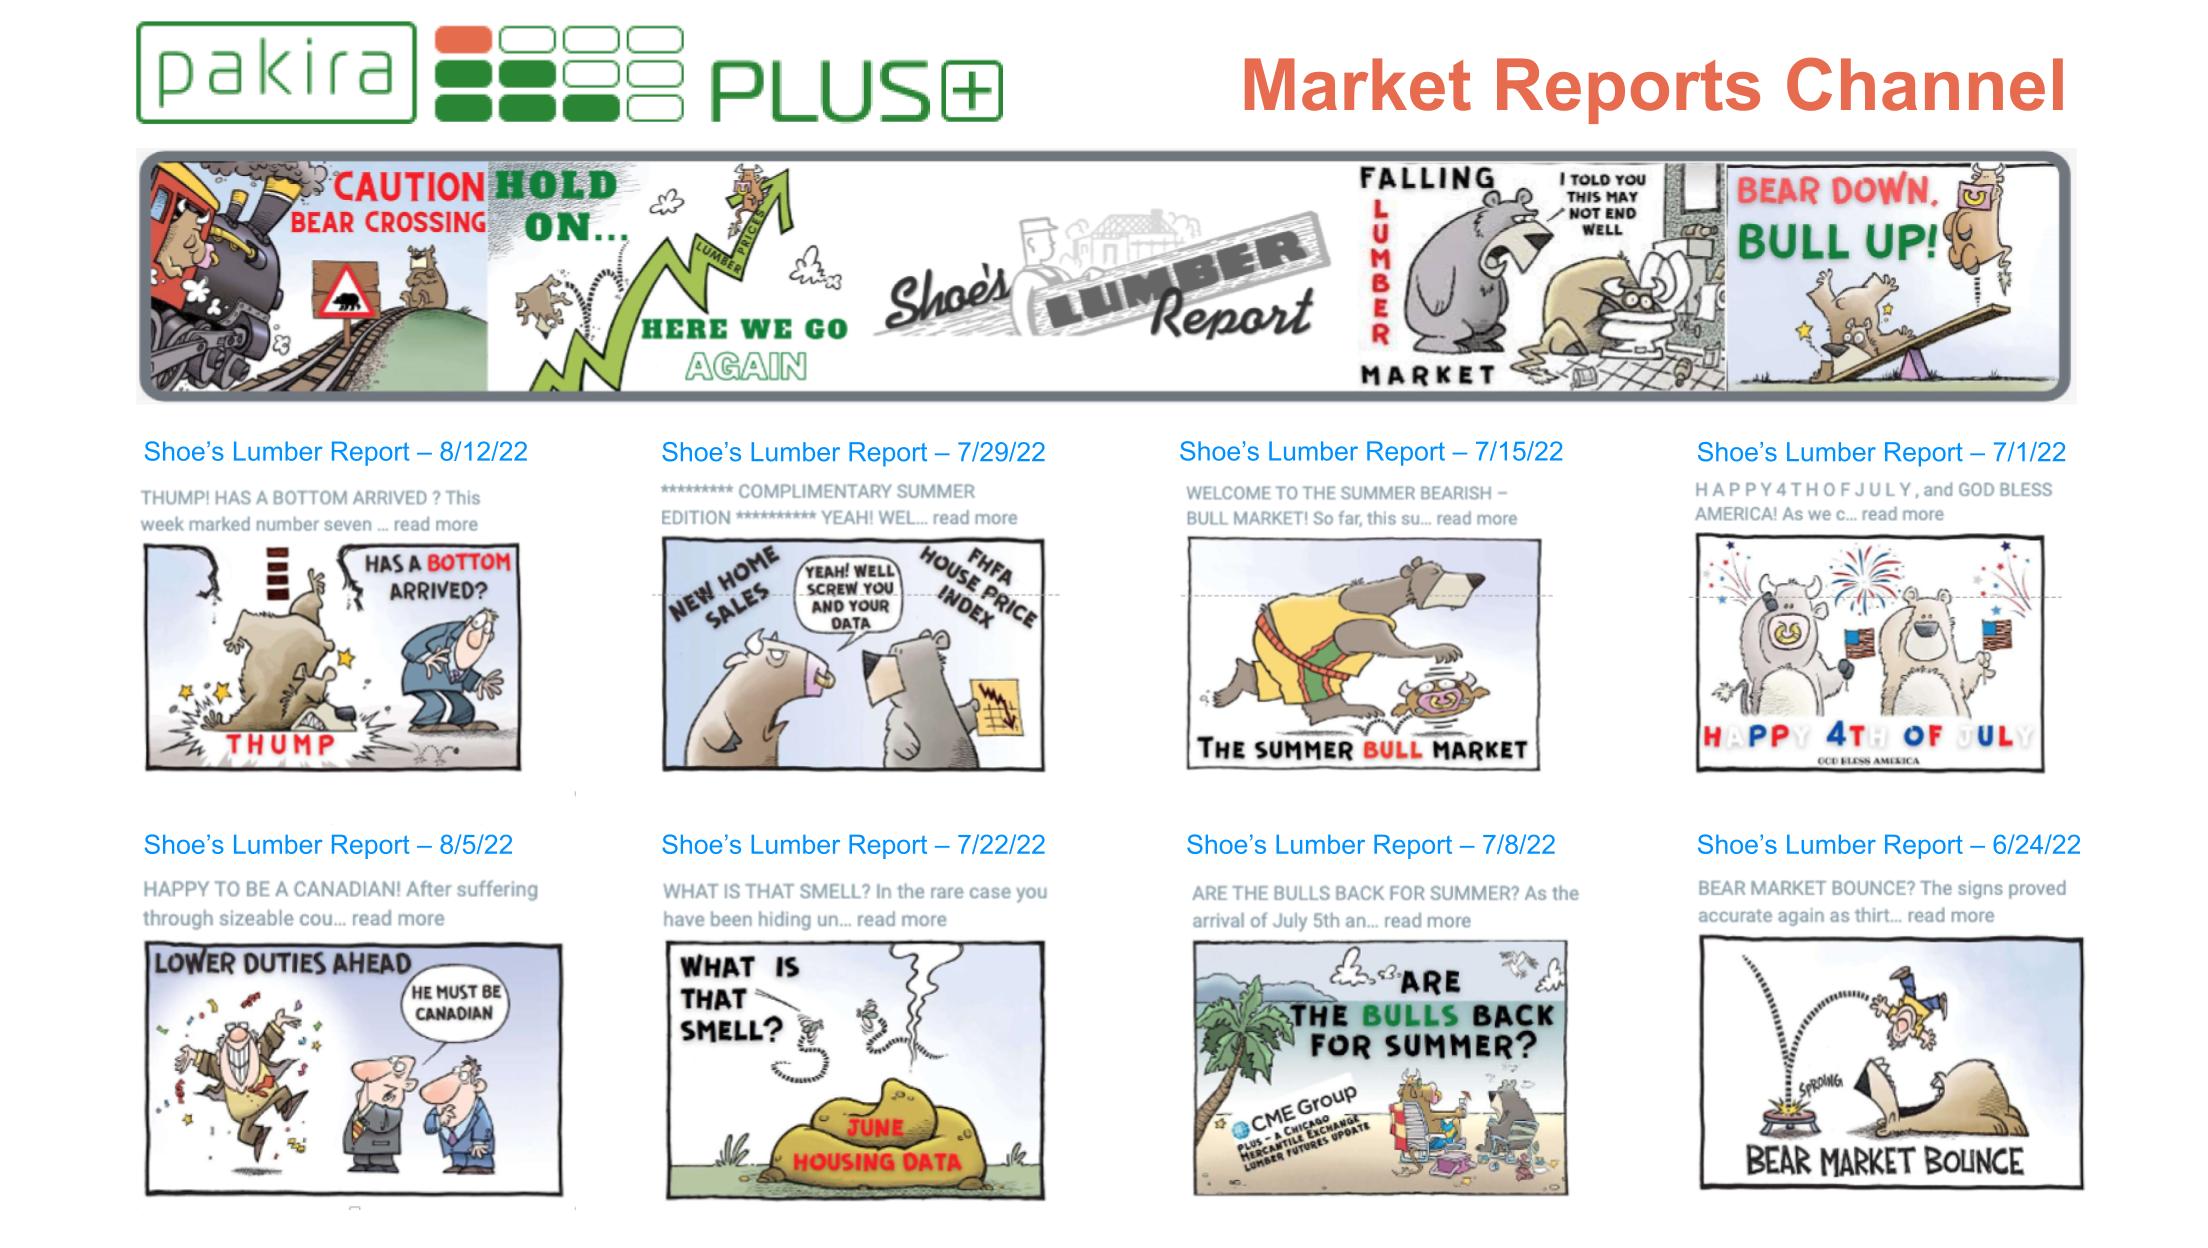 pakira PLUS+
Market Reports Channel
CAUTION
BEAR CROSSING
HOLD
ON...
LUMBER PRICES
HERE WE GO
AGAIN
Shoe's
LUMBER
Report
FALLING
LUMBER
MARKET
I TOLD YOU
THIS MAY
NOT END
WELL
BEAR DOWN,
BULL UP!
Shoe's Lumber Report – 8/12/22
THUMP! HAS A BOTTOM ARRIVED ? This
week marked number seven ... read more
HAS A BOTTOM
ARRIVED?
THUMP
Shoe's Lumber Report – 7/29/22
********* COMPLIMENTARY SUMMER
EDITION ********** YEAH! WEL... read more
NEW HOME
SALES
YEAH! WELL
SCREW YOU
AND YOUR
DATA
FHFA
HOUSE PRICE
INDEX
Shoe's Lumber Report – 7/15/22
WELCOME TO THE SUMMER BEARISH –
BULL MARKET! So far, this su... read more
THE SUMMER BULL MARKET
Shoe's Lumber Report – 7/1/22
H A P P Y 4 T H O F J U L Y , and GOD BLESS
AMERICA! As we c... read more
HAPPY 4TH OF JULY
GOD BLESS AMERICA
Shoe's Lumber Report – 8/5/22
HAPPY TO BE A CANADIAN! After suffering
through sizeable cou... read more
LOWER DUTIES AHEAD
HE MUST BE
CANADIAN
Shoe's Lumber Report – 7/22/22
WHAT IS THAT SMELL? In the rare case you
have been hiding un... read more
WHAT IS
THAT
SMELL?
JUNE
HOUSING DATA
Shoe's Lumber Report – 7/8/22
ARE THE BULLS BACK FOR SUMMER? As the
arrival of July 5th an... read more
ARE
THE BULLS BACK
FOR SUMMER?
CME Group
PLUS – A CHICAGO
MERCANTILE EXCHANGE
LUMBER FUTURES UPDATE
Shoe's Lumber Report – 6/24/22
BEAR MARKET BOUNCE? The signs proved
accurate again as thirt... read more
SPROING
BEAR MARKET BOUNCE